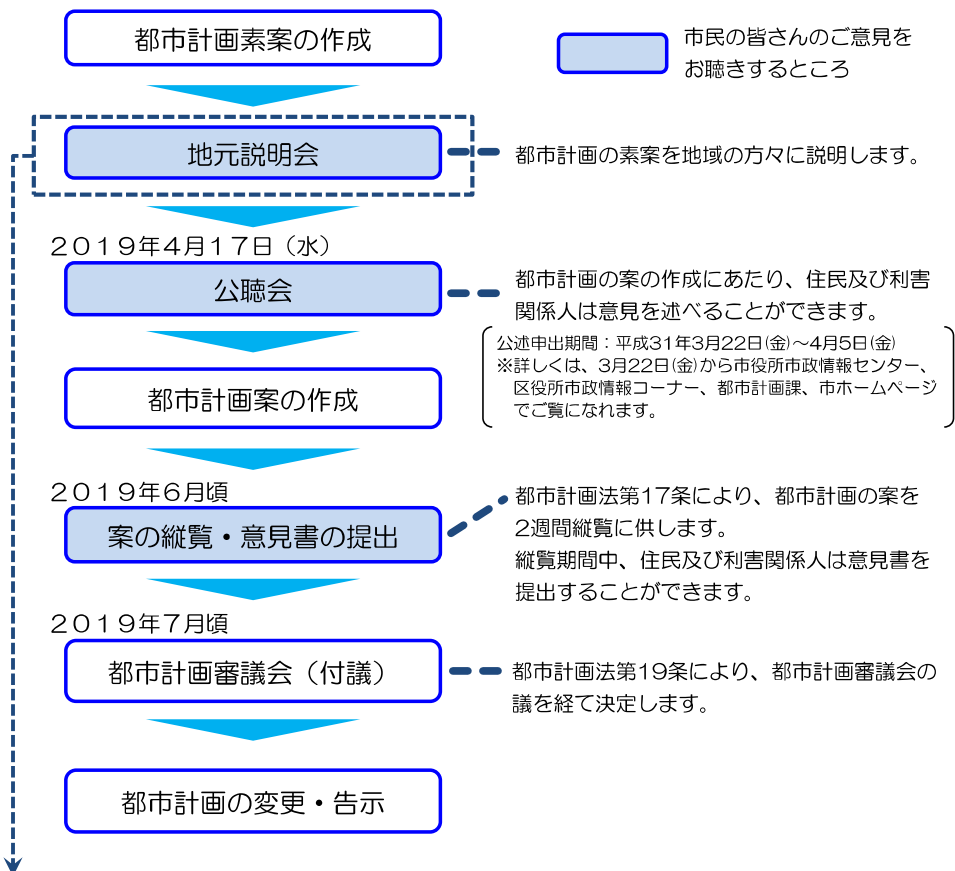 都市計画素案の作成
市民の皆さんのご意見を
お聴きするところ
地元説明会
都市計画の素案を地域の方々に説明します。
2019年4月17日（水）
公聴会
都市計画の案の作成にあたり、住民及び利害
関係人は意見を述べることができます。
公述申出期間：平成31年3月22日(金)～4月5日(金)
※詳しくは、3月22日(金)から市役所市政情報センター、
区役所市政情報コーナー、都市計画課、市ホームページ
でご覧になれます。
都市計画案の作成
2019年6月頃
案の縦覧・意見書の提出
都市計画法第17条により、都市計画の案を
2週間縦覧に供します。
縦覧期間中、住民及び利害関係人は意見書を
提出することができます。
2019年7月頃
都市計画審議会（付議）
都市計画法第19条により、都市計画審議会の
議を経て決定します。
都市計画の変更・告示